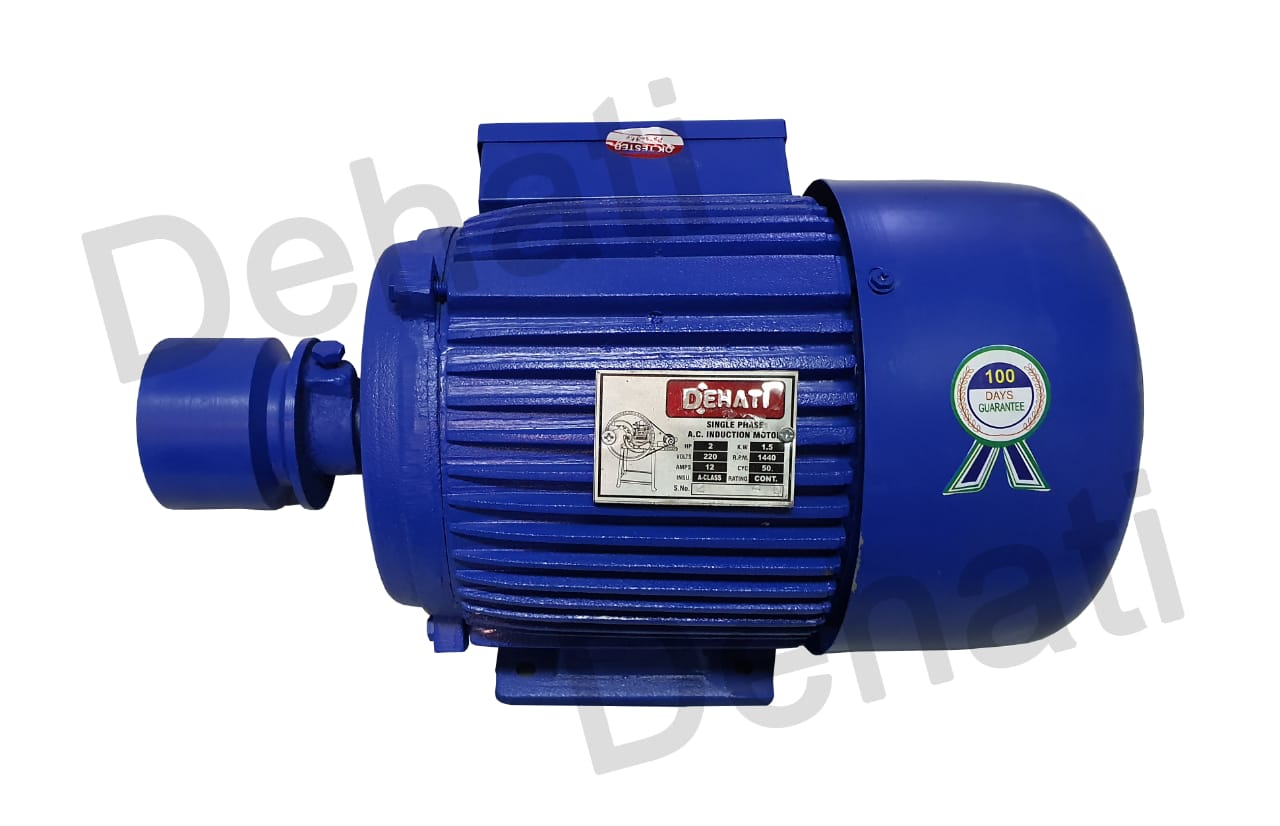 Dehati
OK TESTED
DEHATI
SINGLE PHASE
A.C. INDUCTION MOTOR
HP 2 K.W 1.5
VOLTS 220 R.P.M. 1440
AMPS 12 CYC 50.
INSU. A-CLASS RATING CONT.
S.No.
100
DAYS
GUARANTEE
Dehati